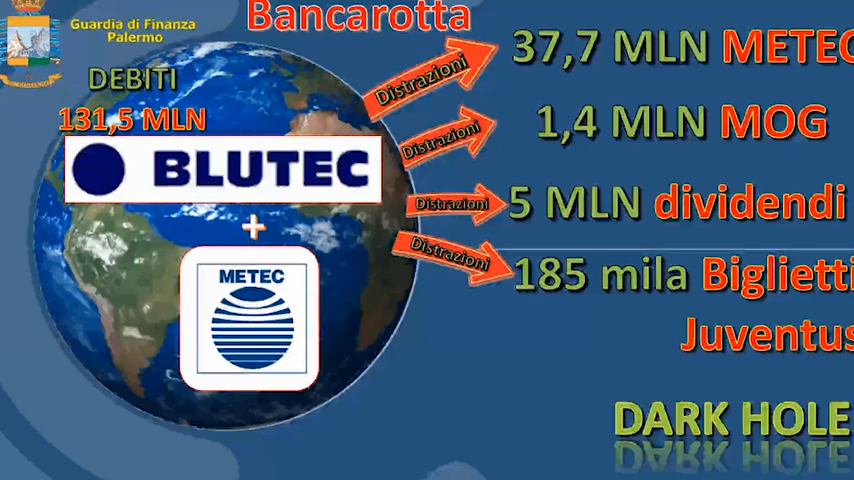 Guardia di Finanza
Palermo
Bancarotta
DEBITI
131,5 MLN
BLUTEC
+
METEC
Distrazioni
37,7 MLN METEC
Distrazioni
1,4 MLN MOG
Distrazioni
5 MLN dividendi
Distrazioni
185 mila Biglietti
Juventus
DARK HOLE